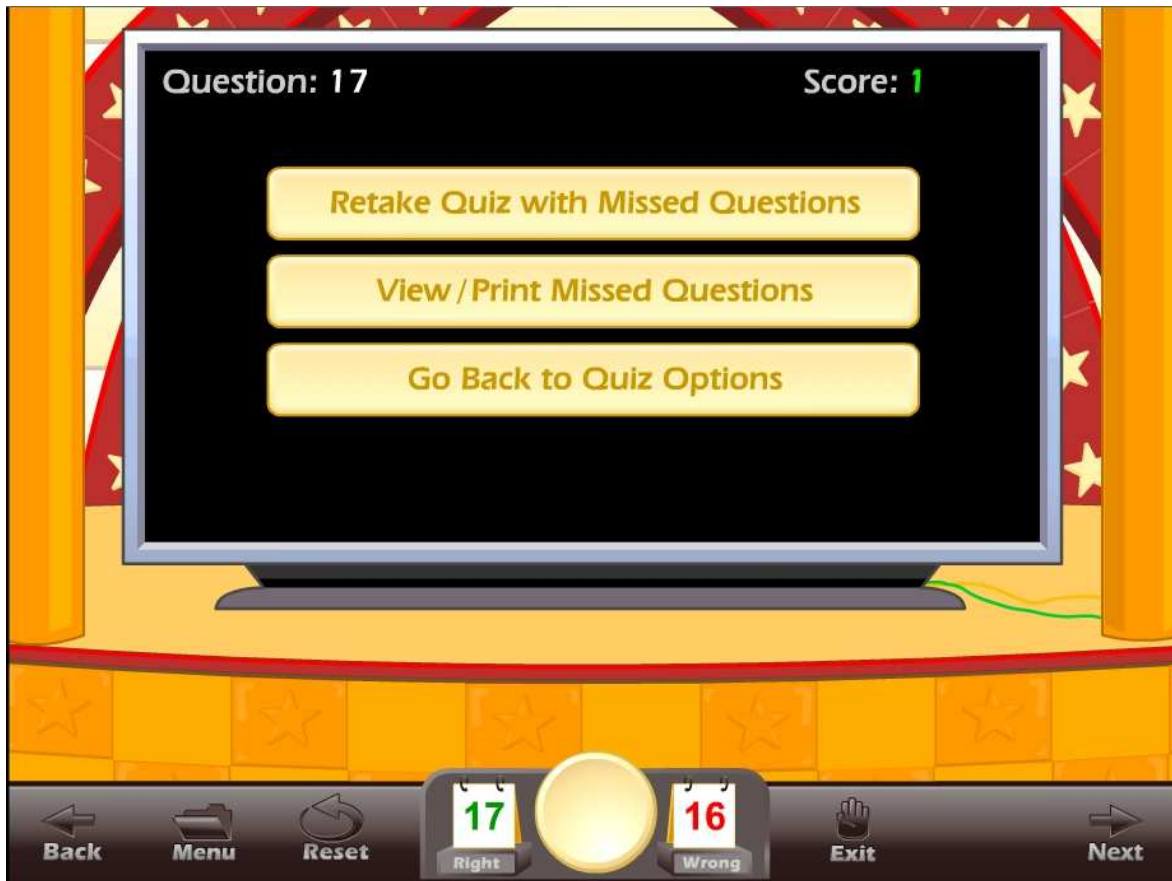 Question: 17 Score: 1
Retake Quiz with Missed Questions
View/Print Missed Questions
Go Back to Quiz Options
17 16
Right Wrong
Back Menu Reset Exit Next